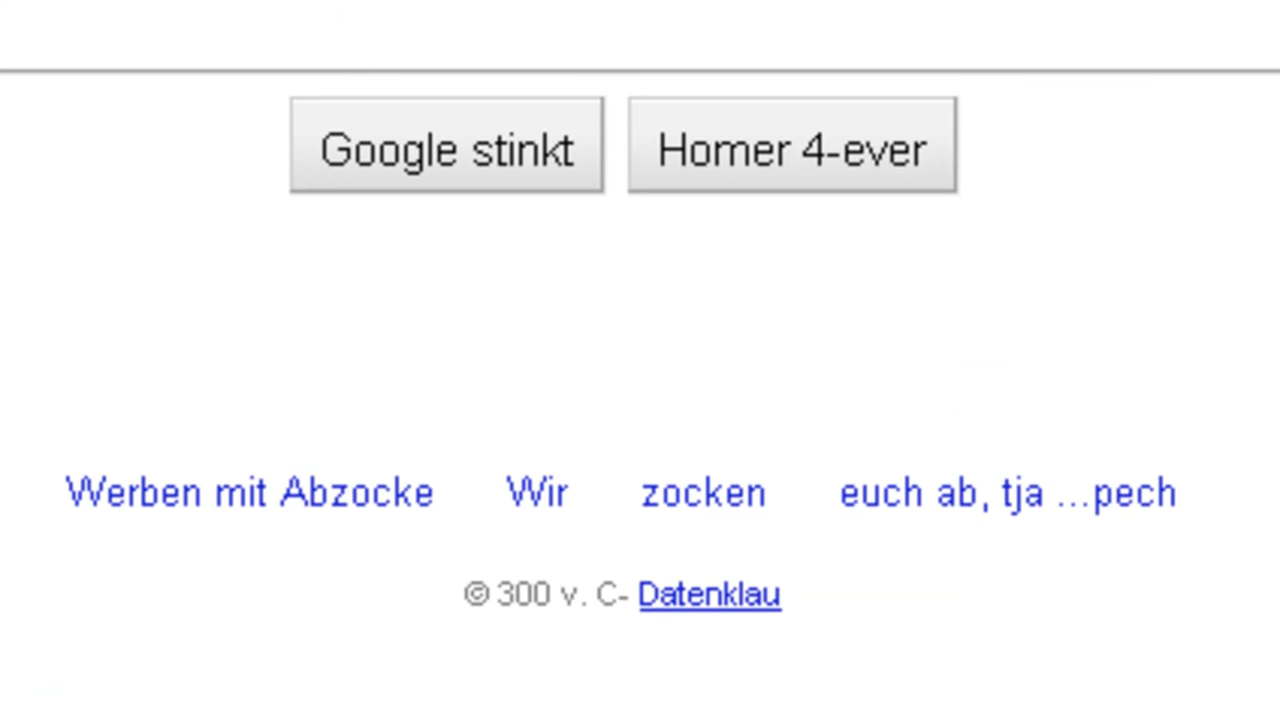 Google stinkt Homer 4-ever
Werben mit Abzocke Wir zocken euch ab, tja ...pech
© 300 v. C- Datenklau